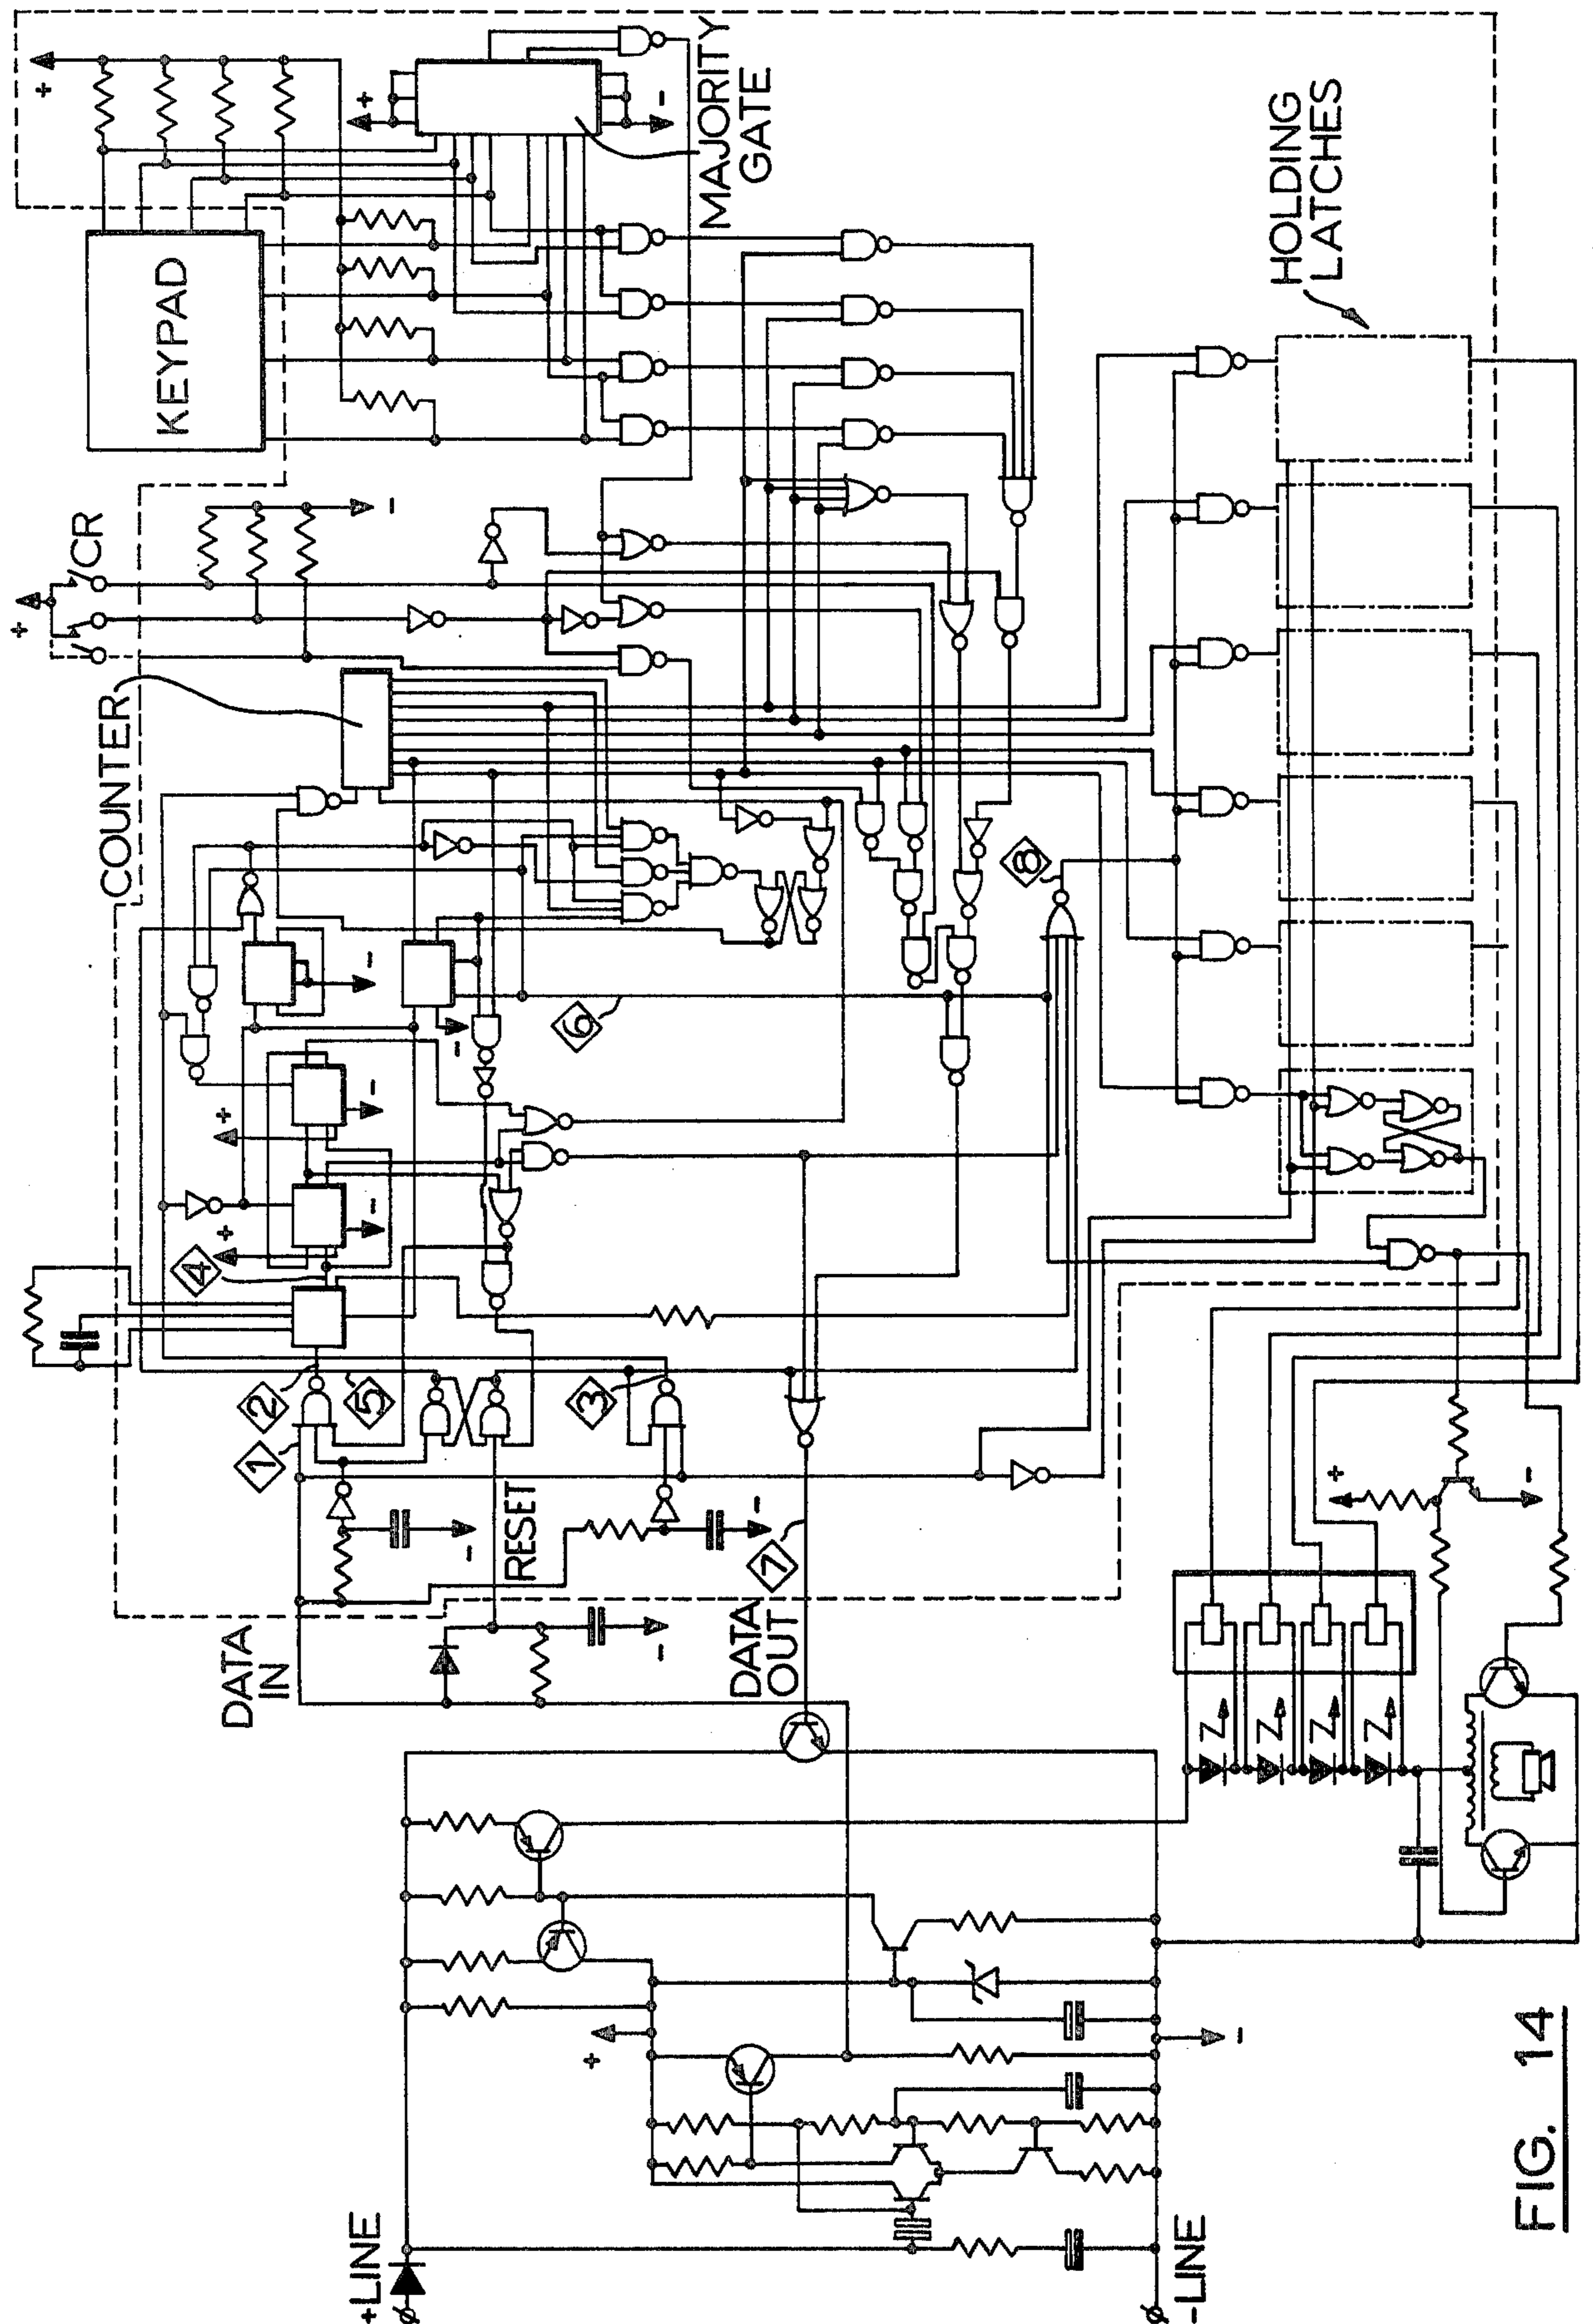 +
KEYPAD
+
-
MAJORITY
GATE
+
CR
-
COUNTER
HOLDING
LATCHES
-
-
+
-
+
-
4
6
8
2
5
1
3
-
RESET
-
7
DATA
IN
-
DATA
OUT
+
-
+
-
+LINE
-LINE
FIG. 14